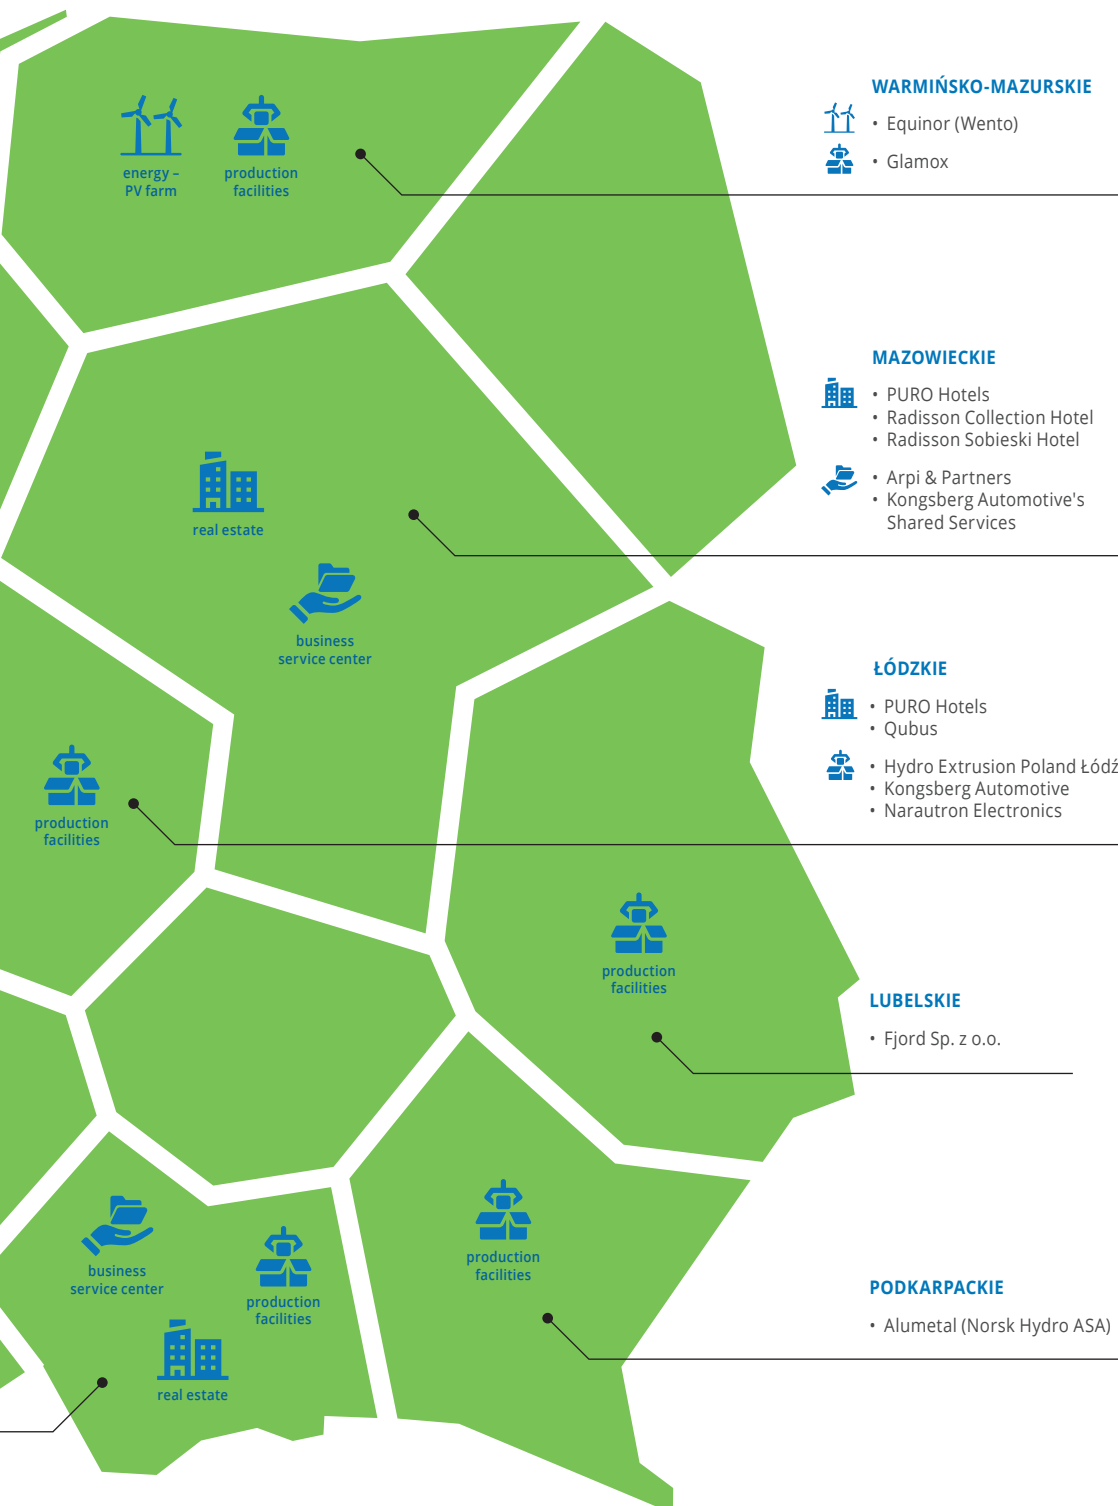 energy –
PV farm
production
facilities
WARMIŃSKO-MAZURSKIE
• Equinor (Wento)
• Glamox
real estate
business
service center
MAZOWIECKIE
• PURO Hotels
• Radisson Collection Hotel
• Radisson Sobieski Hotel
• Arpi & Partners
• Kongsberg Automotive's
Shared Services
production
facilities
ŁÓDZKIE
• PURO Hotels
• Qubus
• Hydro Extrusion Poland Łódź
• Kongsberg Automotive
• Narautron Electronics
production
facilities
LUBELSKIE
• Fjord Sp. z o.o.
production
facilities
PODKARPACKIE
• Alumetal (Norsk Hydro ASA)
business
service center
production
facilities
real estate